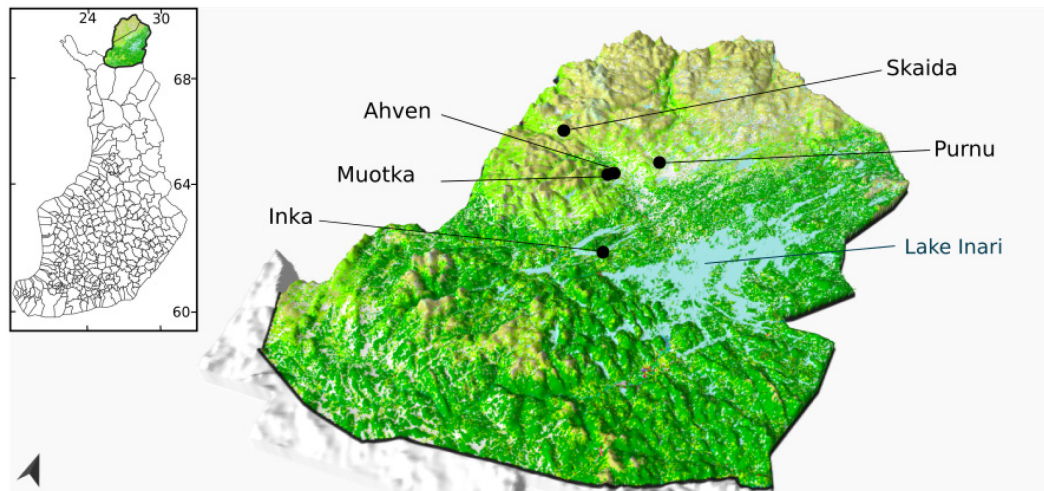 24
30
68
64
60
Skaida
Ahven
Purnu
Muotka
Inka
Lake Inari